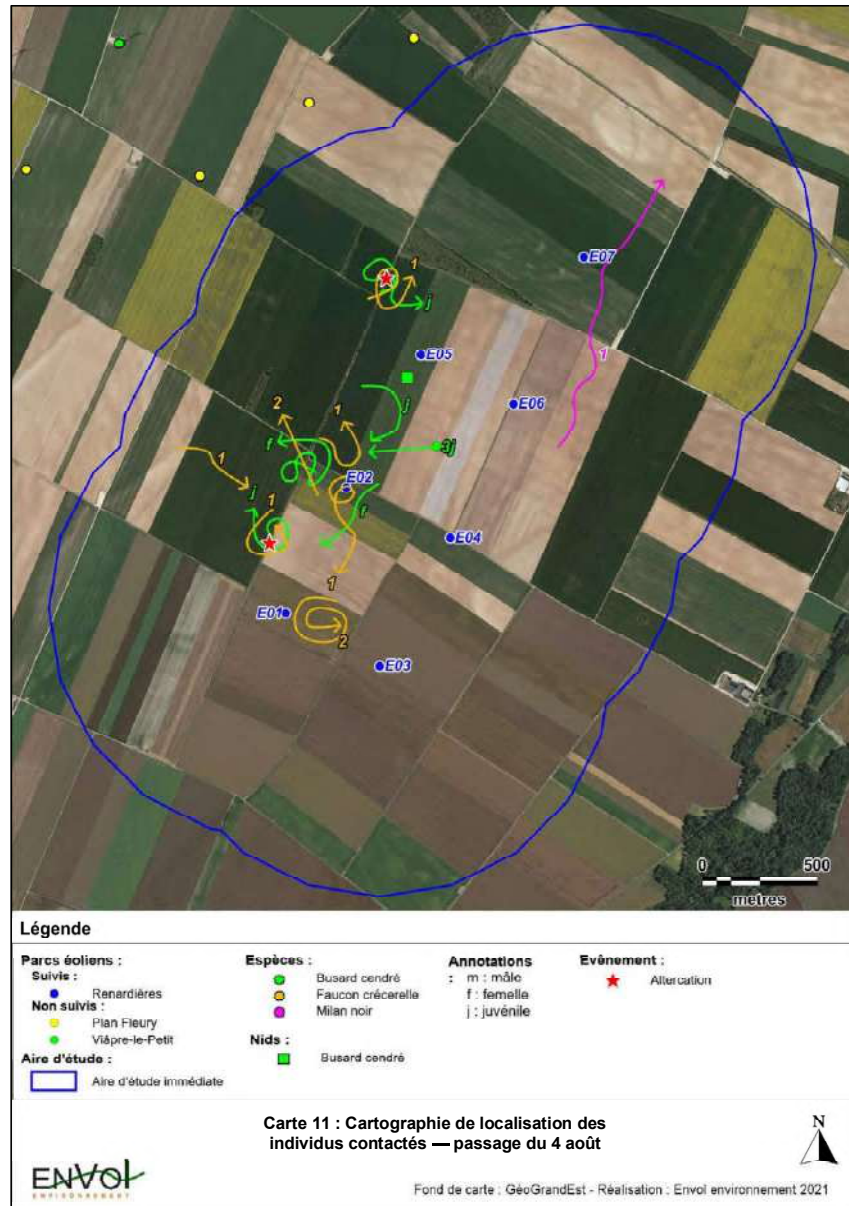 1
j
E07
E05
1
E06
2
1
j
f
3j
1
E02
j
1
f
E04
1
E01
2
E03
0 500
metres
Légende
Parcs éoliens :
Suivis :
Renardières
Non suivis :
Plan Fleury
Viâpre-le-Petit
Aire d'étude :
Aire d'étude immédiate
Espèces :
Busard cendré
Faucon crécerelle
Milan noir
Nids :
Busard cendré
Annotations
: m : mâle
f : femelle
j : juvénile
Evènement :
Altercation
Carte 11 : Cartographie de localisation des
individus contactés — passage du 4 août
N
ENVOL
ENVIRONNEMENT
Fond de carte : GéoGrandEst - Réalisation : Envol environnement 2021